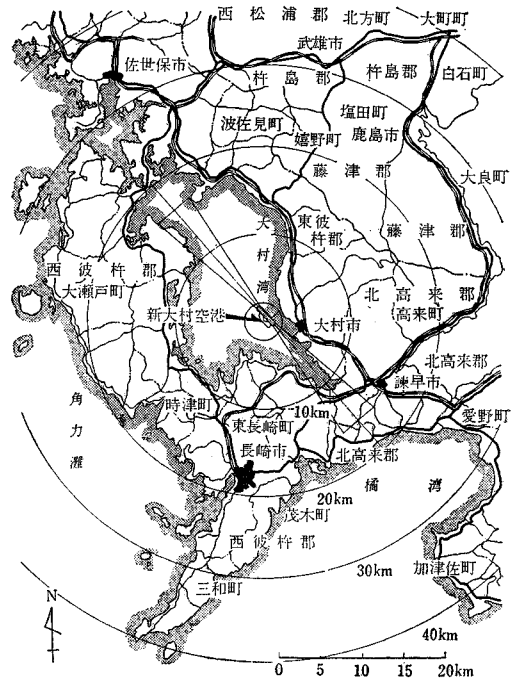 西松浦郡
北方町
大町町
武雄市
佐世保市
杵島郡
杵島郡
白石町
塩田町
波佐見町
嬉野町
鹿島市
藤津郡
大良町
大村湾
東彼杵郡
藤津郡
西彼杵郡
大瀬戸町
北高来郡
高来町
新大村空港
大村市
北高来郡
諫早市
角力灘
時津町
10km
愛野町
東長崎町
長崎市
北高来郡
橘湾
20km
茂木町
西彼杵郡
30km
加津佐町
三和町
N
40km
0 5 10 15 20km